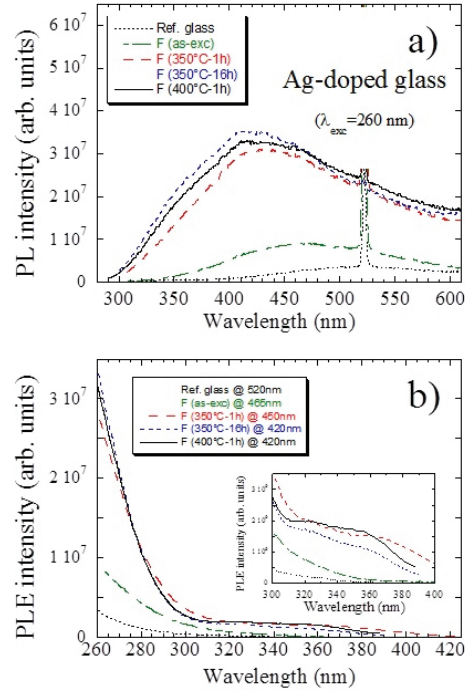 6 10⁷
5 10⁷
4 10⁷
3 10⁷
2 10⁷
1 10⁷
0
PL intensity (arb. units)
Ref. glass
F (as-exc)
F (350°C-1h)
F (350°C-16h)
F (400°C-1h)
a)
Ag-doped glass
(λexc=260 nm)
300 350 400 450 500 550 600
Wavelength (nm)
3 10⁷
2 10⁷
1 10⁷
0
PLE intensity (arb. units)
Ref. glass @ 520nm
F (as-exc) @ 465nm
F (350°C-1h) @ 450nm
F (350°C-16h) @ 420nm
F (400°C-1h) @ 420nm
b)
PLE intensity (arb. units)
0
300 320 340 360 380 400
Wavelength (nm)
260 280 300 320 340 360 380 400 420
Wavelength (nm)